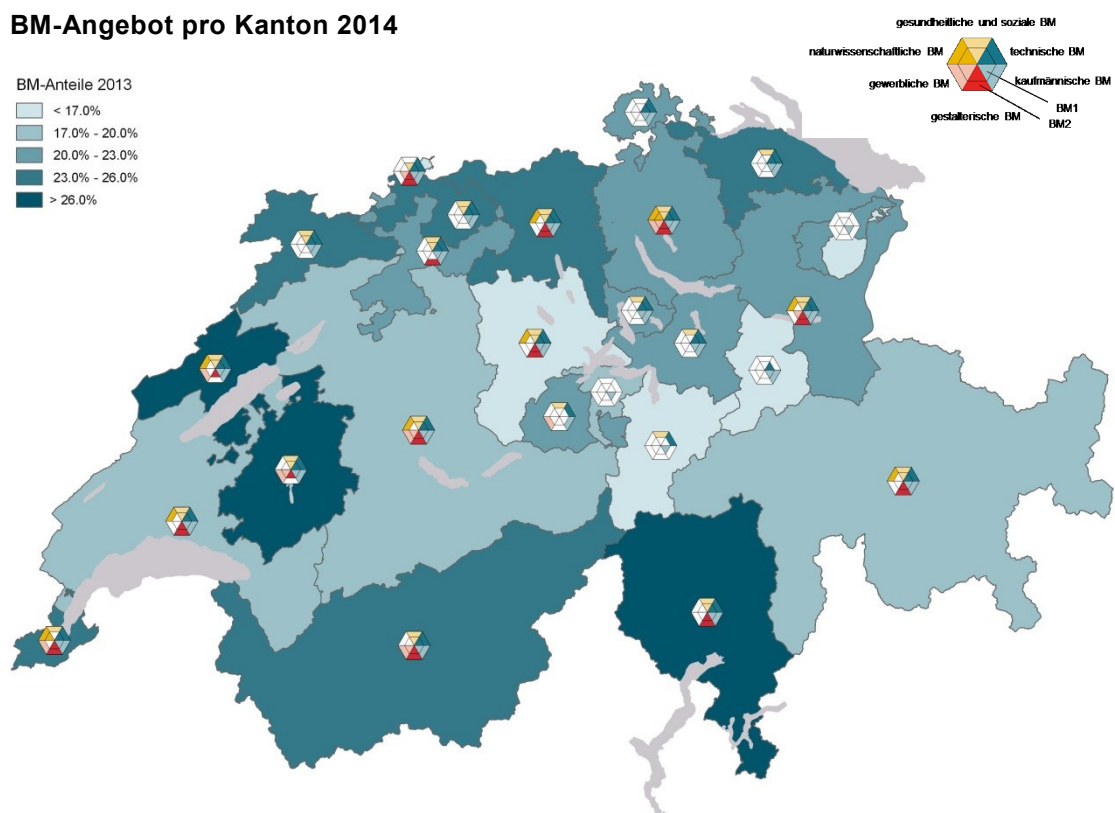 BM-Angebot pro Kanton 2014
BM-Anteile 2013
< 17.0%
17.0% - 20.0%
20.0% - 23.0%
23.0% - 26.0%
> 26.0%
gesundheitliche und soziale BM
naturwissenschaftliche BM
technische BM
gewerbliche BM
kaufmännische BM
BM1
gestalterische BM
BM2